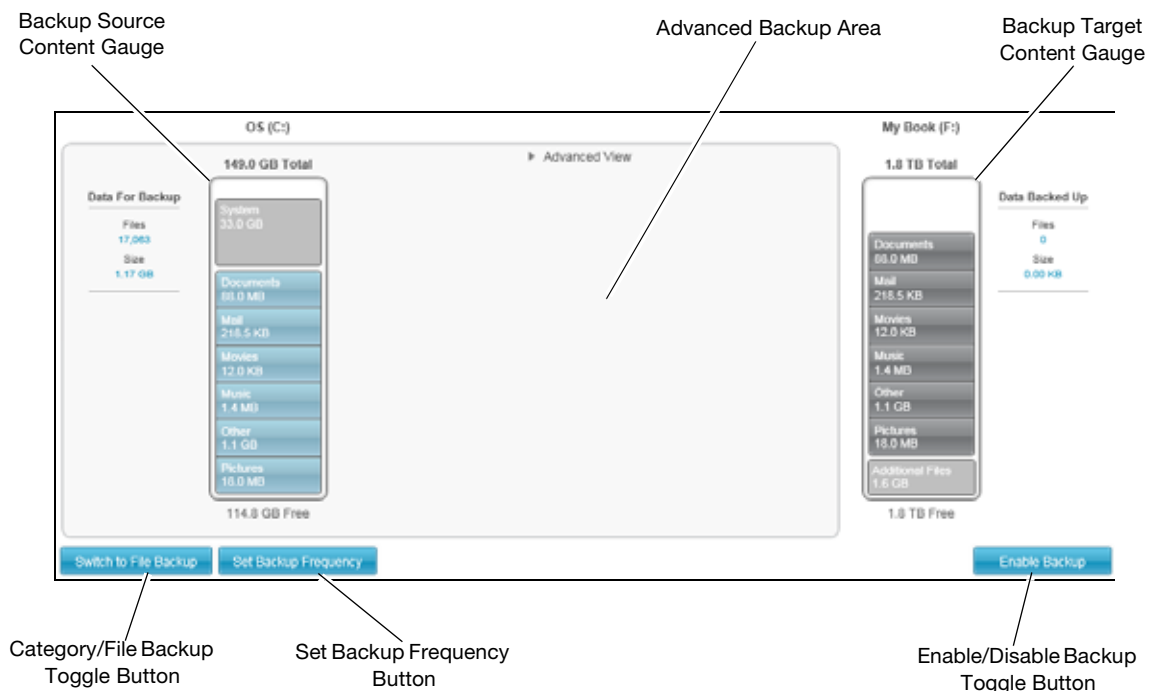 Backup Source
Content Gauge
Advanced Backup Area
Backup Target
Content Gauge
OS (C:)
My Book (F:)
149.0 GB Total
Advanced View
1.8 TB Total
Data For Backup
Files
17,063
Size
1.17 GB
System
33.0 GB
Documents
88.0 MB
Mail
218.5 KB
Movies
12.0 KB
Music
1.4 MB
Other
1.1 GB
Pictures
18.0 MB
114.8 GB Free
Documents
88.0 MB
Mail
218.5 KB
Movies
12.0 KB
Music
1.4 MB
Other
1.1 GB
Pictures
18.0 MB
Additional Files
1.6 GB
1.8 TB Free
Data Backed Up
Files
0
Size
0.00 KB
Switch to File Backup
Set Backup Frequency
Enable Backup
Category/File Backup
Toggle Button
Set Backup Frequency
Button
Enable/Disable Backup
Toggle Button